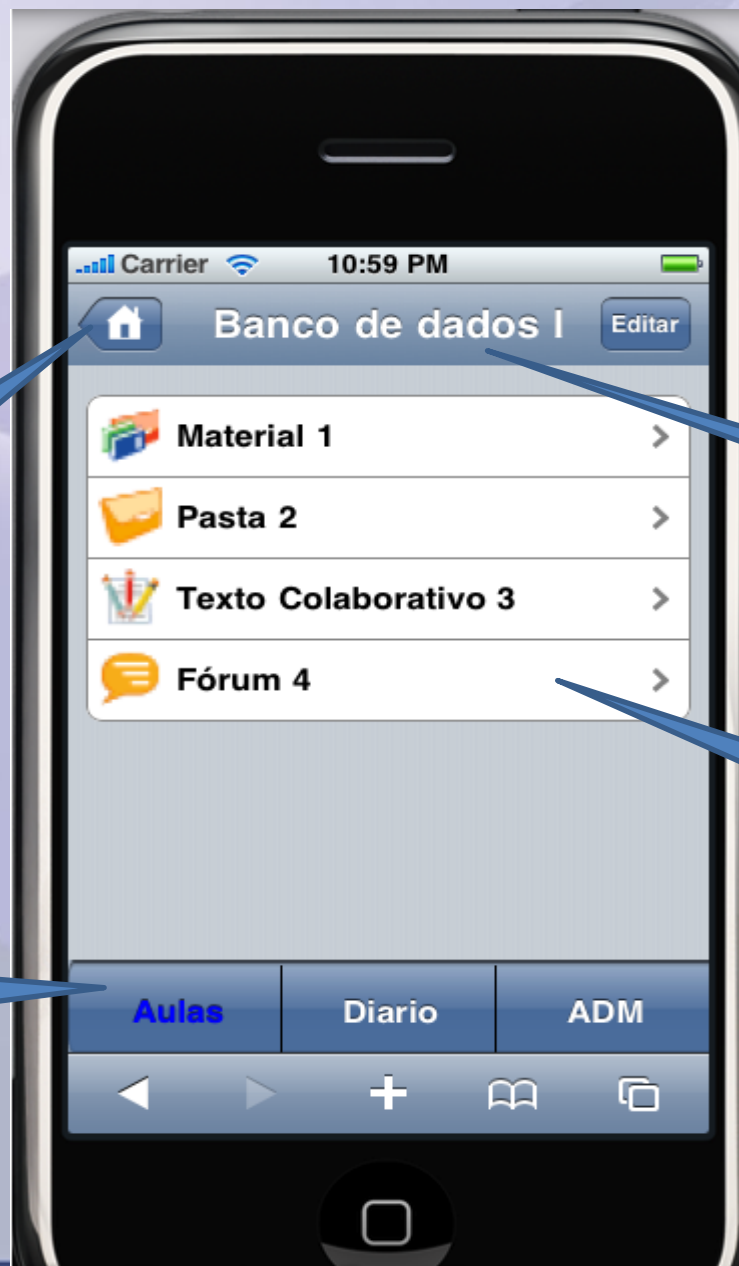 Carrier 10:59 PM
Banco de dados I Editar
Material 1
Pasta 2
Texto Colaborativo 3
Fórum 4
Aulas Diario ADM